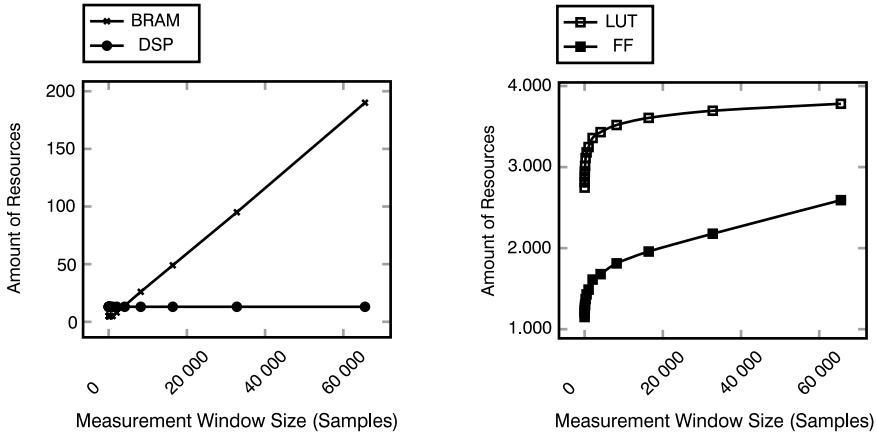 BRAM
DSP
200
150
100
50
0
Amount of Resources
0
20 000
40 000
60 000
Measurement Window Size (Samples)
LUT
FF
4.000
3.000
2.000
1.000
Amount of Resources
0
20 000
40 000
60 000
Measurement Window Size (Samples)